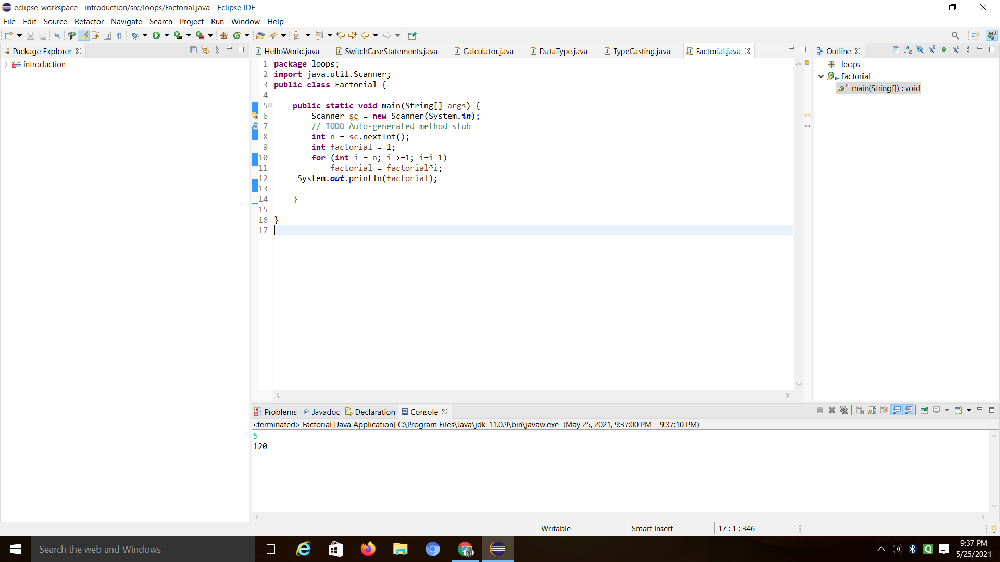 eclipse-workspace - introduction/src/loops/Factorial.java - Eclipse IDE
File Edit Source Refactor Navigate Search Project Run Window Help
Package Explorer
introduction
HelloWorld.java SwitchCaseStatements.java Calculator.java DataType.java TypeCasting.java Factorial.java
1 package loops;
2 import java.util.Scanner;
3 public class Factorial {
4
5 public static void main(String[] args) {
6 Scanner sc = new Scanner(System.in);
7 // TODO Auto-generated method stub
8 int n = sc.nextInt();
9 int factorial = 1;
10 for (int i = n; i >=1; i=i-1)
11 factorial = factorial*i;
12 System.out.println(factorial);
13
14 }
15
16 }
17
Outline
loops
Factorial
main(String[]) : void
Problems @ Javadoc Declaration Console
<terminated> Factorial [Java Application] C:\Program Files\Java\jdk-11.0.9\bin\javaw.exe (May 25, 2021, 9:37:00 PM – 9:37:10 PM)
5
120
Writable Smart Insert 17 : 1 : 346
Search the web and Windows
9:37 PM
5/25/2021